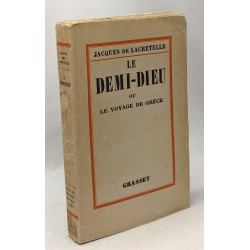 JACQUES DE LACRETELLE
LE
DEMI-DIEU
OU
LE VOYAGE DE GRÈCE
GRASSET